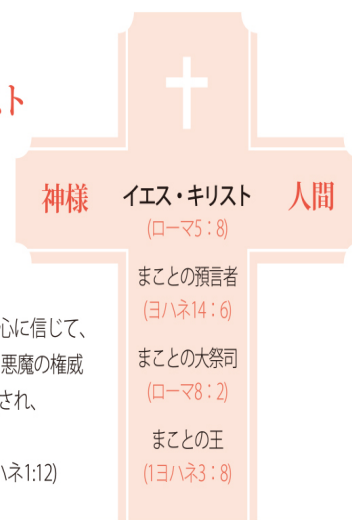 ト
神様 イエス・キリスト 人間
(ローマ5：8)
まことの預言者
(ヨハネ14：6)
まことの大祭司
(ローマ8：2)
まことの王
(1ヨハネ3：8)
心に信じて、
悪魔の権威
され、
ハネ1:12)